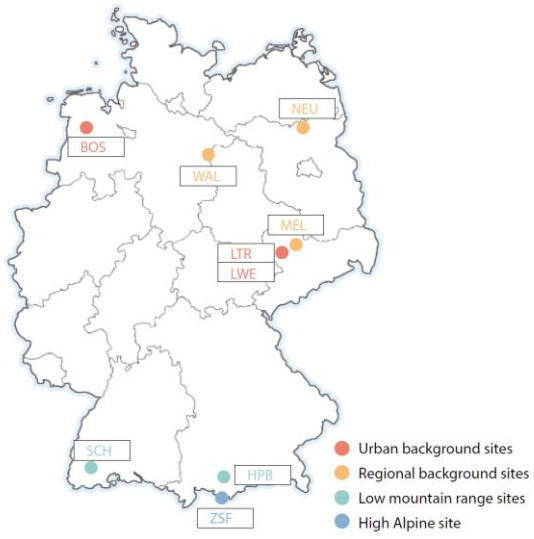 NEU
BOS
WAL
MEL
LTR
LWE
SCH
HPB
ZSF
Urban background sites
Regional background sites
Low mountain range sites
High Alpine site